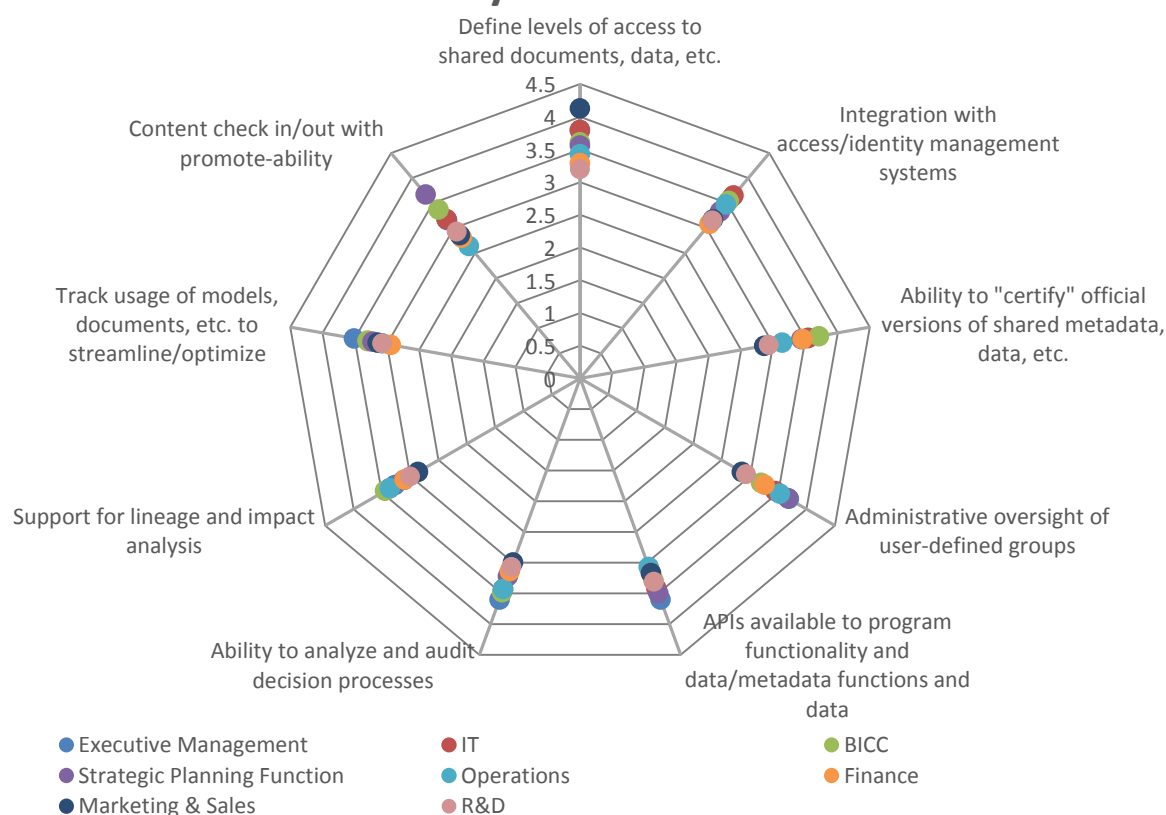 Define levels of access to
shared documents, data, etc.
Integration with
access/identity management
systems
Ability to "certify" official
versions of shared metadata,
data, etc.
Administrative oversight of
user-defined groups
APIs available to program
functionality and
data/metadata functions and
data
Ability to analyze and audit
decision processes
Support for lineage and impact
analysis
Track usage of models,
documents, etc. to
streamline/optimize
Content check in/out with
promote-ability
4.5
4
3.5
3
2.5
2
1.5
1
0.5
0
Executive Management
IT
BICC
Strategic Planning Function
Operations
Finance
Marketing & Sales
R&D